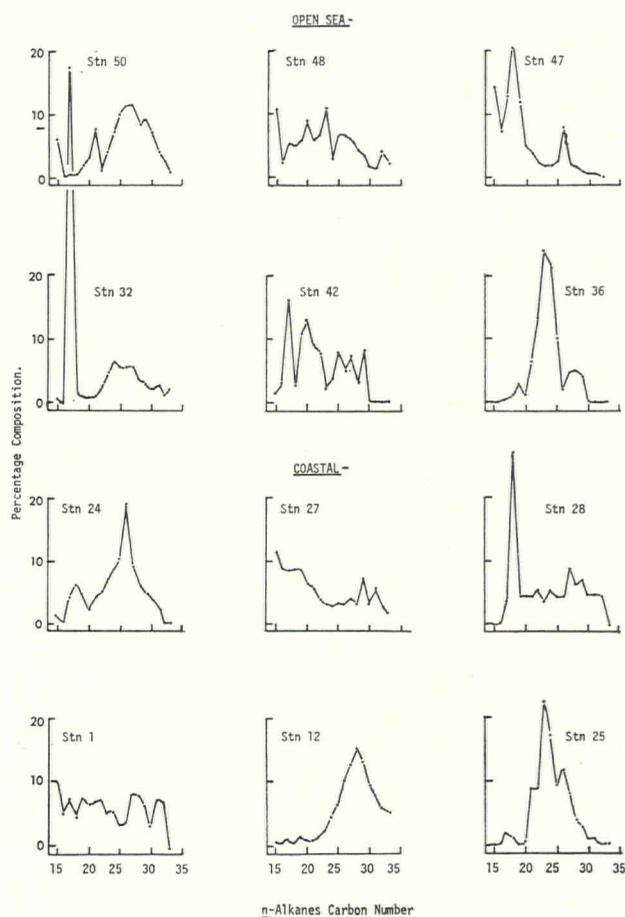 OPEN SEA-
Stn 50
Stn 48
Stn 47
20
10
0
Stn 32
Stn 42
Stn 36
20
10
0
Percentage Composition.
COASTAL-
Stn 24
Stn 27
Stn 28
20
10
0
Stn 1
Stn 12
Stn 25
20
10
0
15 20 25 30 35
15 20 25 30 35
15 20 25 30 35
n-Alkanes Carbon Number